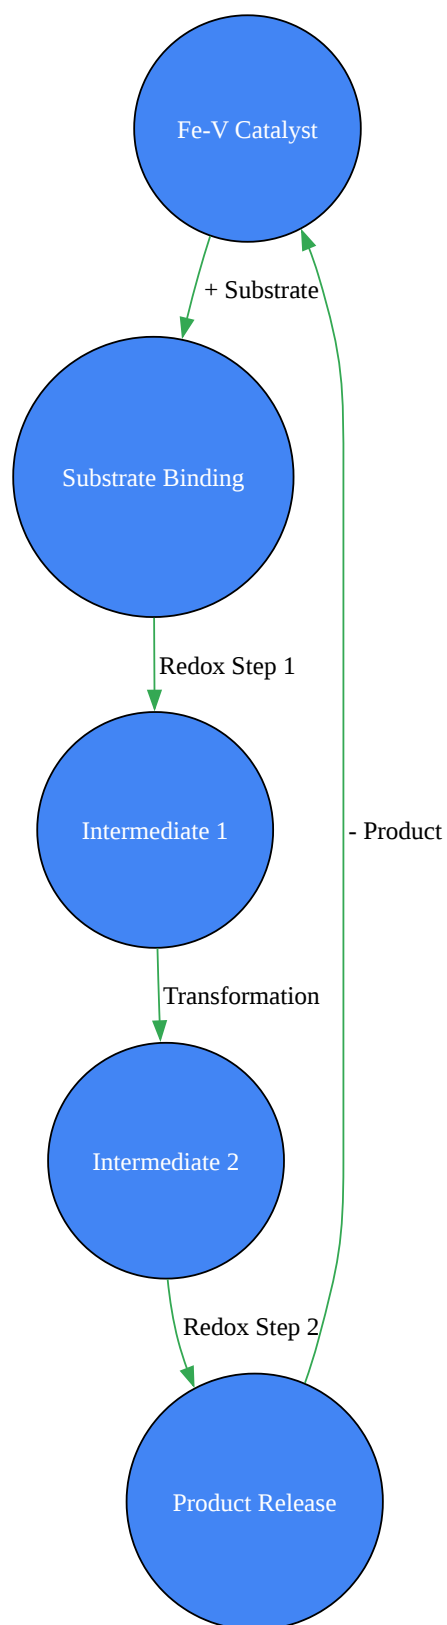 Fe-V Catalyst
+ Substrate
Substrate Binding
Redox Step 1
Intermediate 1
- Product
Transformation
Intermediate 2
Redox Step 2
Product Release